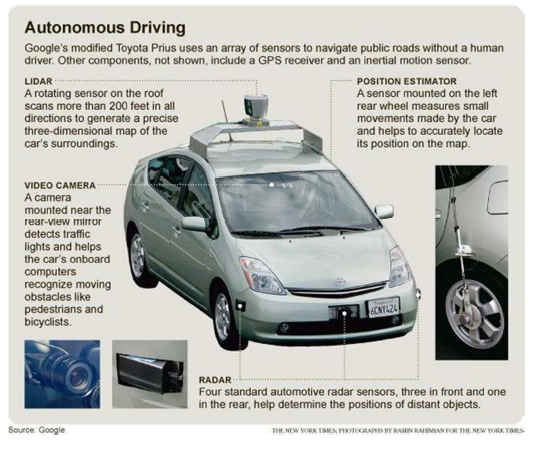 Autonomous Driving
Google's modified Toyota Prius uses an array of sensors to navigate public roads without a human
driver. Other components, not shown, include a GPS receiver and an inertial motion sensor.
LIDAR
A rotating sensor on the roof
scans more than 200 feet in all
directions to generate a precise
three-dimensional map of the
car's surroundings.
POSITION ESTIMATOR
A sensor mounted on the left
rear wheel measures small
movements made by the car
and helps to accurately locate
its position on the map.
VIDEO CAMERA
A camera
mounted near the
rear-view mirror
detects traffic
lights and helps
the car's onboard
computers
recognize moving
obstacles like
pedestrians and
bicyclists.
6CNY424
RADAR
Four standard automotive radar sensors, three in front and one
in the rear, help determine the positions of distant objects.
Source: Google
THE NEW YORK TIMES; PHOTOGRAPHS BY RAMIN RAHIMIAN FOR THE NEW YORK TIMES